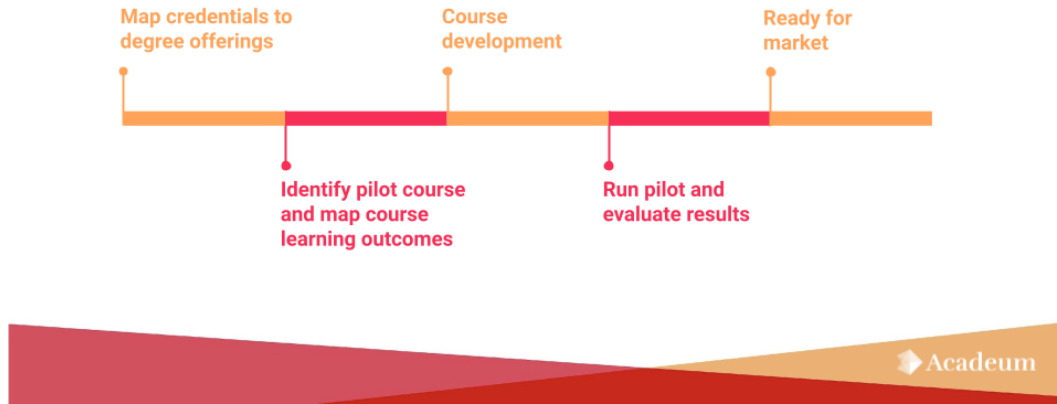 Map credentials to
degree offerings
Course
development
Ready for
market
Identify pilot course
and map course
learning outcomes
Run pilot and
evaluate results
Acadeum